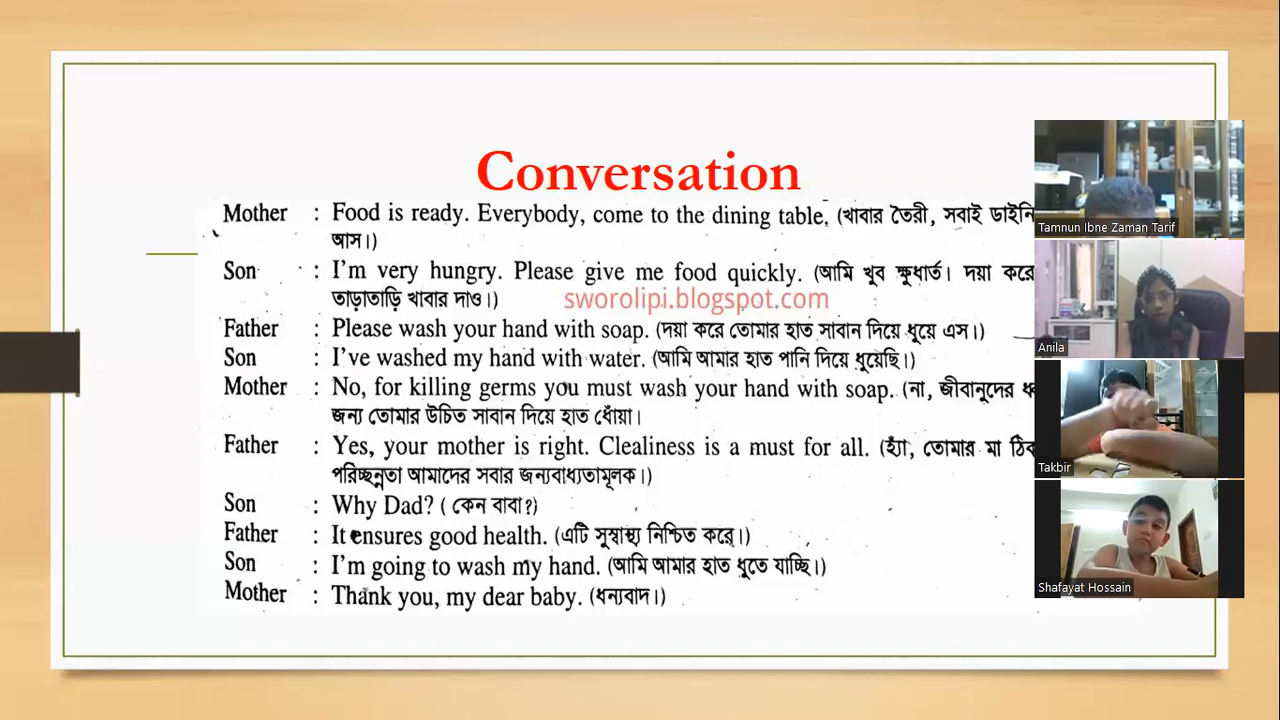 Conversation
Mother : Food is ready. Everybody, come to the dining table, (খাবার তৈরী, সবাই
আস।)
Son : I'm very hungry. Please give me food quickly. (আমি খুব ক্ষুধার্ত। দয়া করে
তাড়াতাড়ি খাবার দাও।)
sworolipi.blogspot.com
Father : Please wash your hand with soap. (দয়া করে তোমার হাত সাবান দিয়ে ধুয়ে এস।)
Son : I've washed my hand with water. (আমি আমার হাত পানি দিয়ে ধুয়েছি।)
Mother : No, for killing germs you must wash your hand with soap. (না, জীবানুদের
জন্য তোমার উচিত সাবান দিয়ে হাত ধোঁয়া।
Father : Yes, your mother is right. Clealiness is a must for all. (হ্যাঁ, তোমার মা
পরিচ্ছন্নতা আমাদের সবার জন্যবাধ্যতামূলক।)
Son : Why Dad? ( কেন বাবা?)
Father : It ensures good health. (এটি সুস্বাস্থ্য নিশ্চিত করে।)
Son : I'm going to wash my hand. (আমি আমার হাত ধুতে যাচ্ছি।)
Mother : Thank you, my dear baby. (ধন্যবাদ।)
Tamnun Ibne Zaman Tarif
Anila
Takbir
Shafayat Hossain